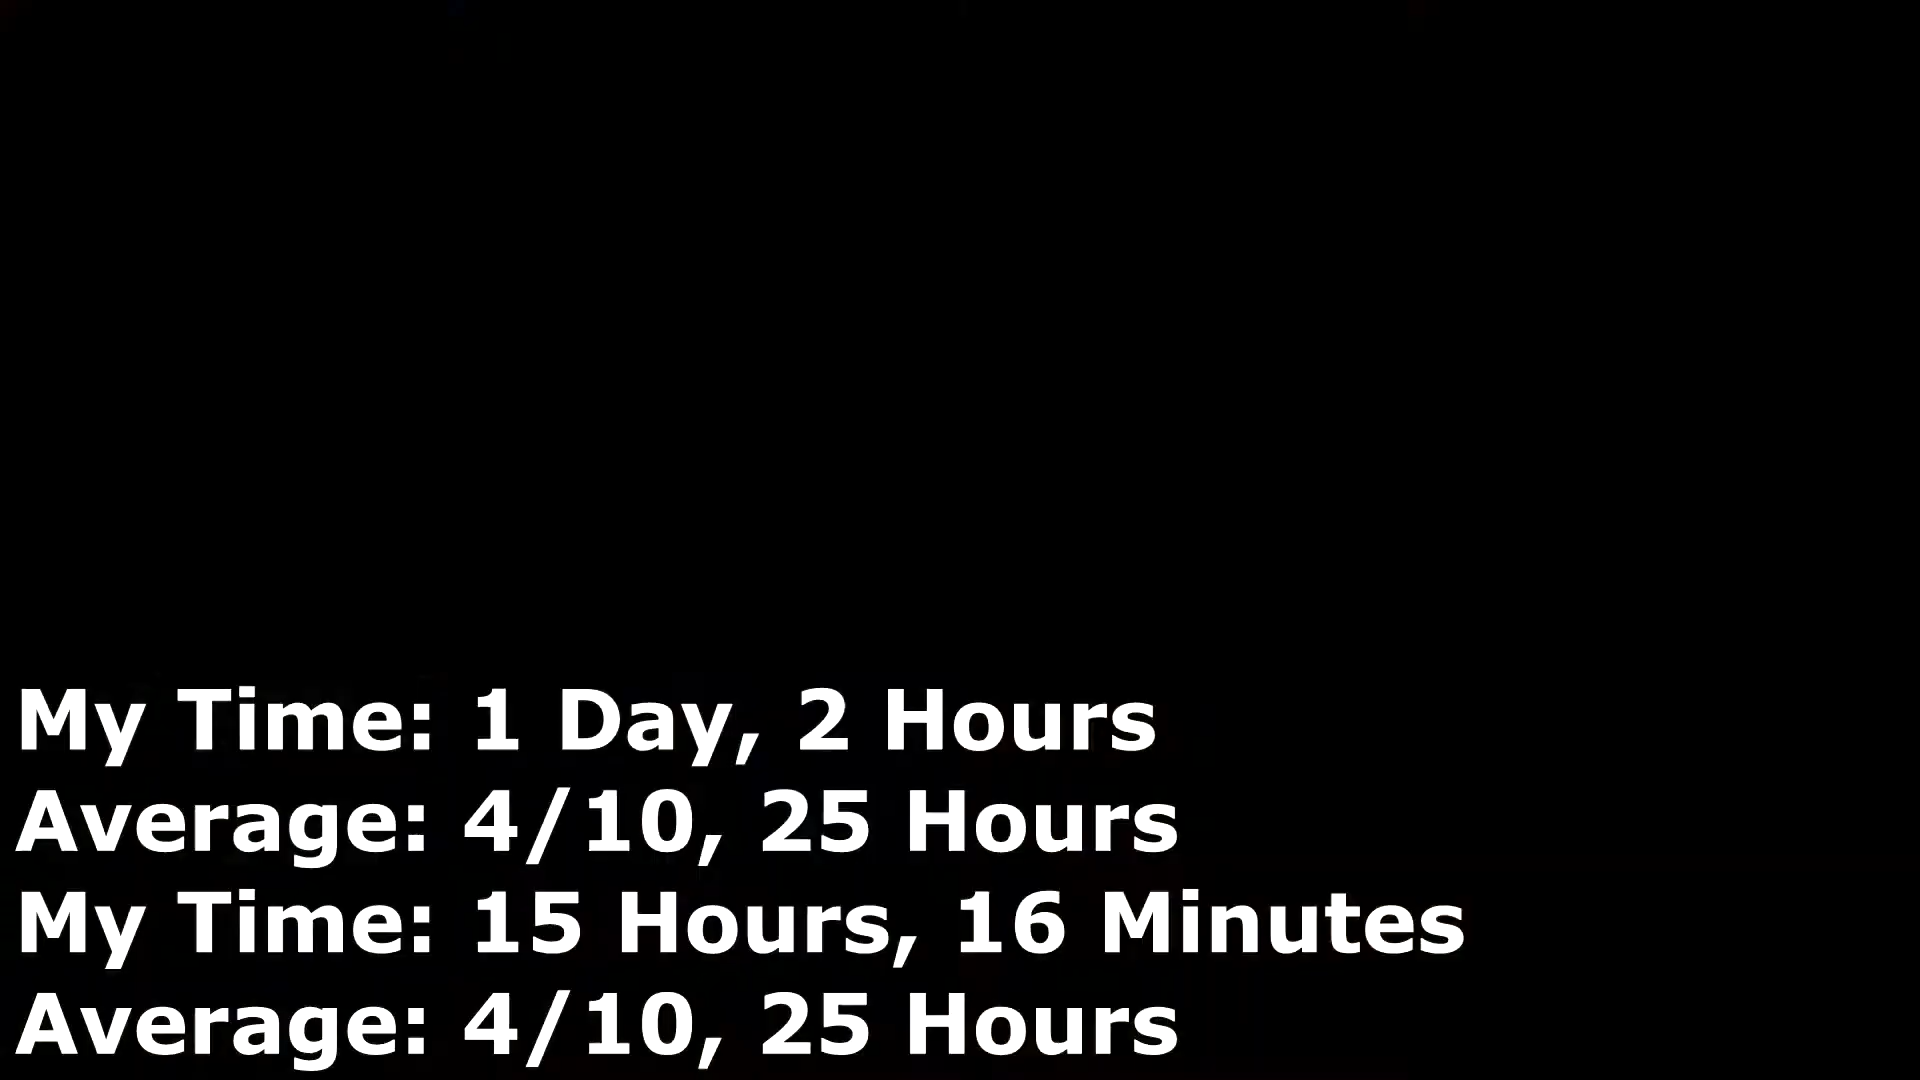 My Time: 1 Day, 2 Hours
Average: 4/10, 25 Hours
My Time: 15 Hours, 16 Minutes
Average: 4/10, 25 Hours